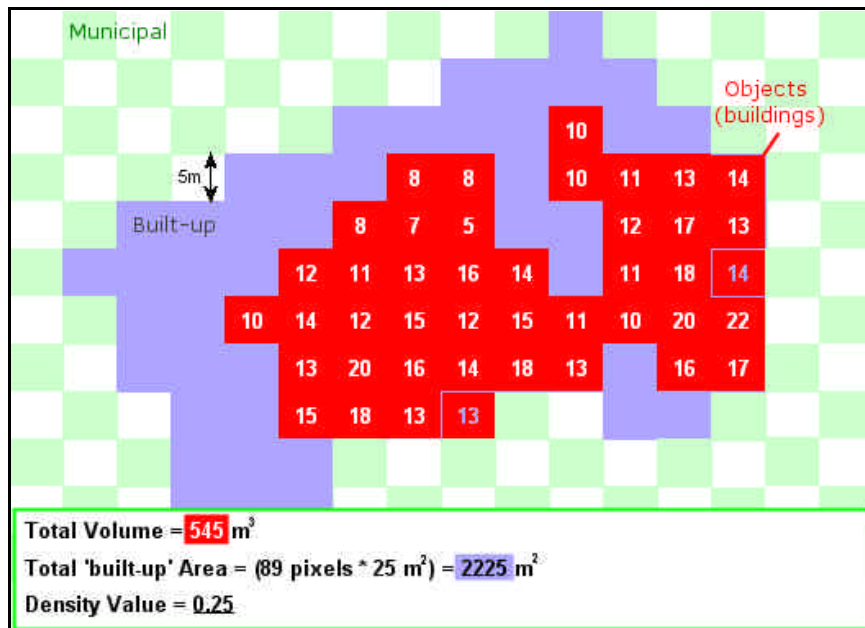 Municipal
Objects
(buildings)
10
5m 8 8 10 11 13 14
Built-up 8 7 5 12 17 13
12 11 13 16 14 11 18 14
10 14 12 15 12 15 11 10 20 22
13 20 16 14 18 13 16 17
15 18 13 13
Total Volume = 545 m³
Total 'built-up' Area = (89 pixels * 25 m²) = 2225 m²
Density Value = 0.25